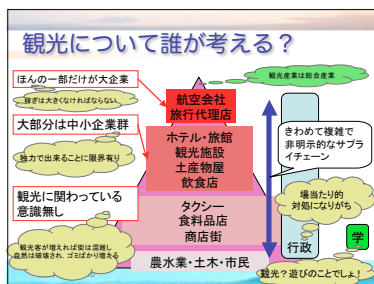 観光について誰が考える？
ほんの一部だけが大企業
稼ぎは大きくなければならない
大部分は中小企業群
独力で出来ることに限界有り
観光に関わっている
意識無し
観光客が増えれば街は混雑し
自然は破壊され、ゴミばかり増える
航空会社
旅行代理店
ホテル・旅館
観光施設
土産物屋
飲食店
タクシー
食料品店
商店街
農水業・土木・市民
観光産業は総合産業
きわめて複雑で
非明示的なサプラ
イチェーン
場当たり的
対処になりがち
行政
学
観光？遊びのことでしょ！